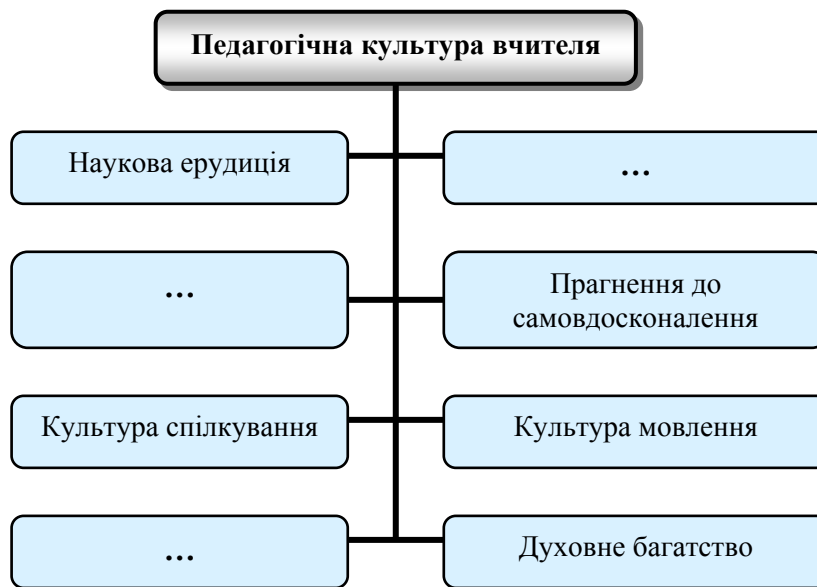 Педагогічна культура вчителя
Наукова ерудиція
...
...
Прагнення до
самовдосконалення
Культура спілкування
Культура мовлення
...
Духовне багатство